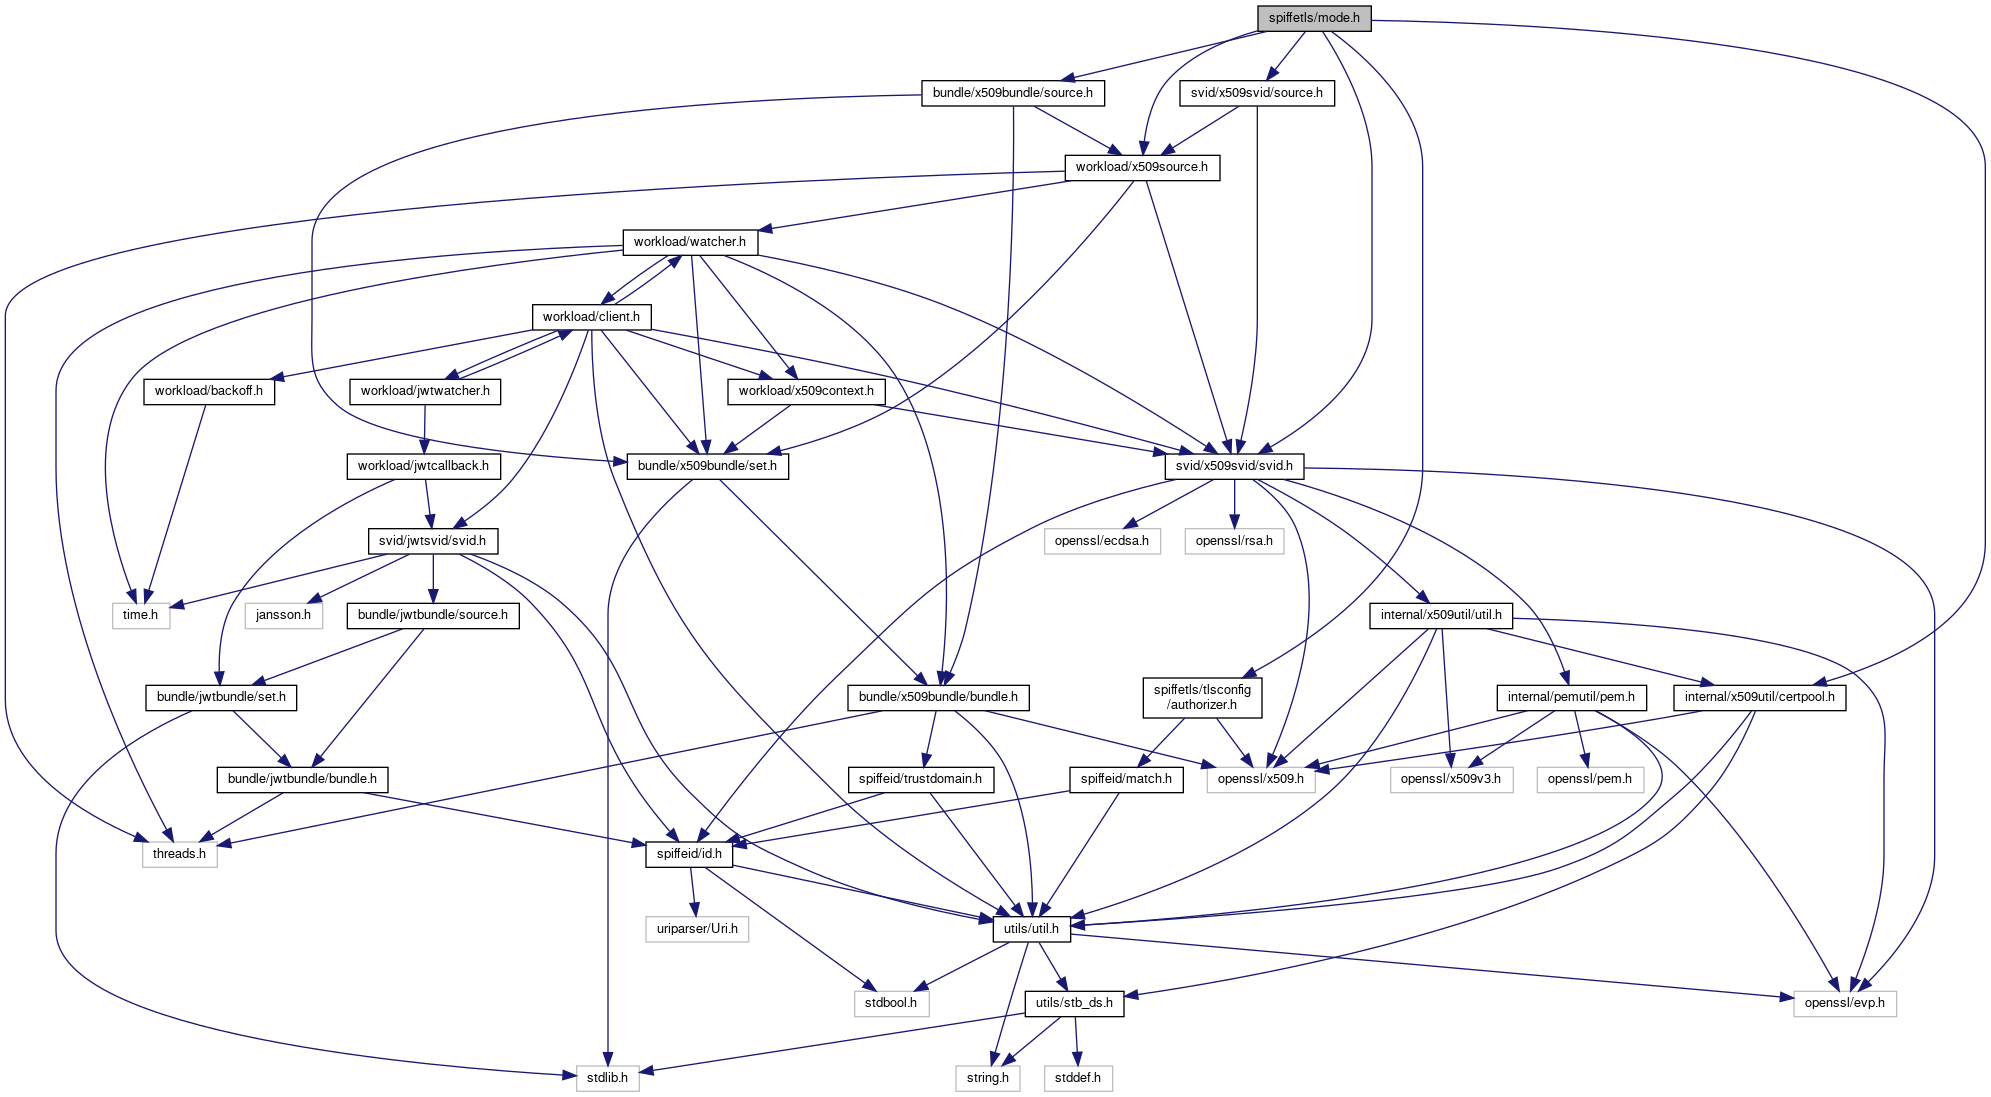 spiffetls/mode.h
bundle/x509bundle/source.h
svid/x509svid/source.h
workload/x509source.h
workload/watcher.h
workload/client.h
workload/backoff.h
workload/jwtwatcher.h
workload/x509context.h
workload/jwtcallback.h
bundle/x509bundle/set.h
svid/x509svid/svid.h
svid/jwtsvid/svid.h
openssl/ecdsa.h
openssl/rsa.h
time.h
jansson.h
bundle/jwtbundle/source.h
internal/x509util/util.h
bundle/jwtbundle/set.h
bundle/x509bundle/bundle.h
spiffetls/tlsconfig
/authorizer.h
internal/pemutil/pem.h
internal/x509util/certpool.h
bundle/jwtbundle/bundle.h
spiffeid/trustdomain.h
spiffeid/match.h
openssl/x509.h
openssl/x509v3.h
openssl/pem.h
threads.h
spiffeid/id.h
uriparser/Uri.h
utils/util.h
stdbool.h
utils/stb_ds.h
openssl/evp.h
stdlib.h
string.h
stddef.h